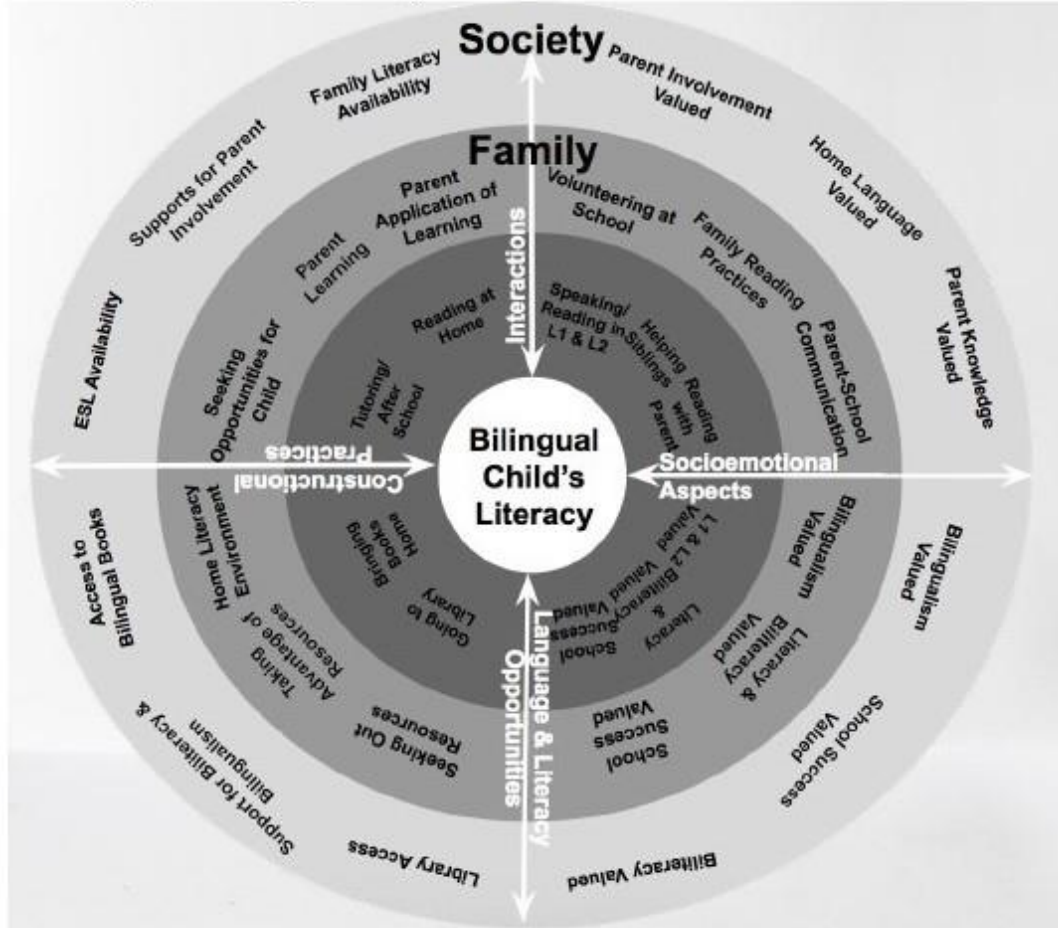 Society
Family Literacy
Availability
Parent Involvement
Valued
Supports for Parent
Involvement
Home Language
Valued
ESL Availability
Parent Knowledge
Valued
Access to
Bilingual Books
Bilingualism
Valued
Support for Biliteracy &
Bilingualism
School Success
Valued
Library Access
Biliteracy Valued
Family
Parent
Application of
Learning
Volunteering at
School
Parent
Learning
Family Reading
Practices
Seeking
Opportunities for
Child
Parent-School
Communication
Home Literacy
Environment
Bilingualism
Valued
Taking
Advantage of
Resources
Literacy &
Biliteracy
Valued
Seeking Out
Resources
School
Success
Valued
Reading at
Home
Speaking/
Reading in
L1 & L2
Helping
Siblings
Tutoring/
After
School
Reading
with
Parent
Bringing
Books
Home
L1 & L2
Valued
Going to
Library
Literacy
&
Biliteracy
Valued
School
Success
Valued
Interactions
Constructional
Practices
Socioemotional
Aspects
Language & Literacy
Opportunities
Bilingual
Child's
Literacy